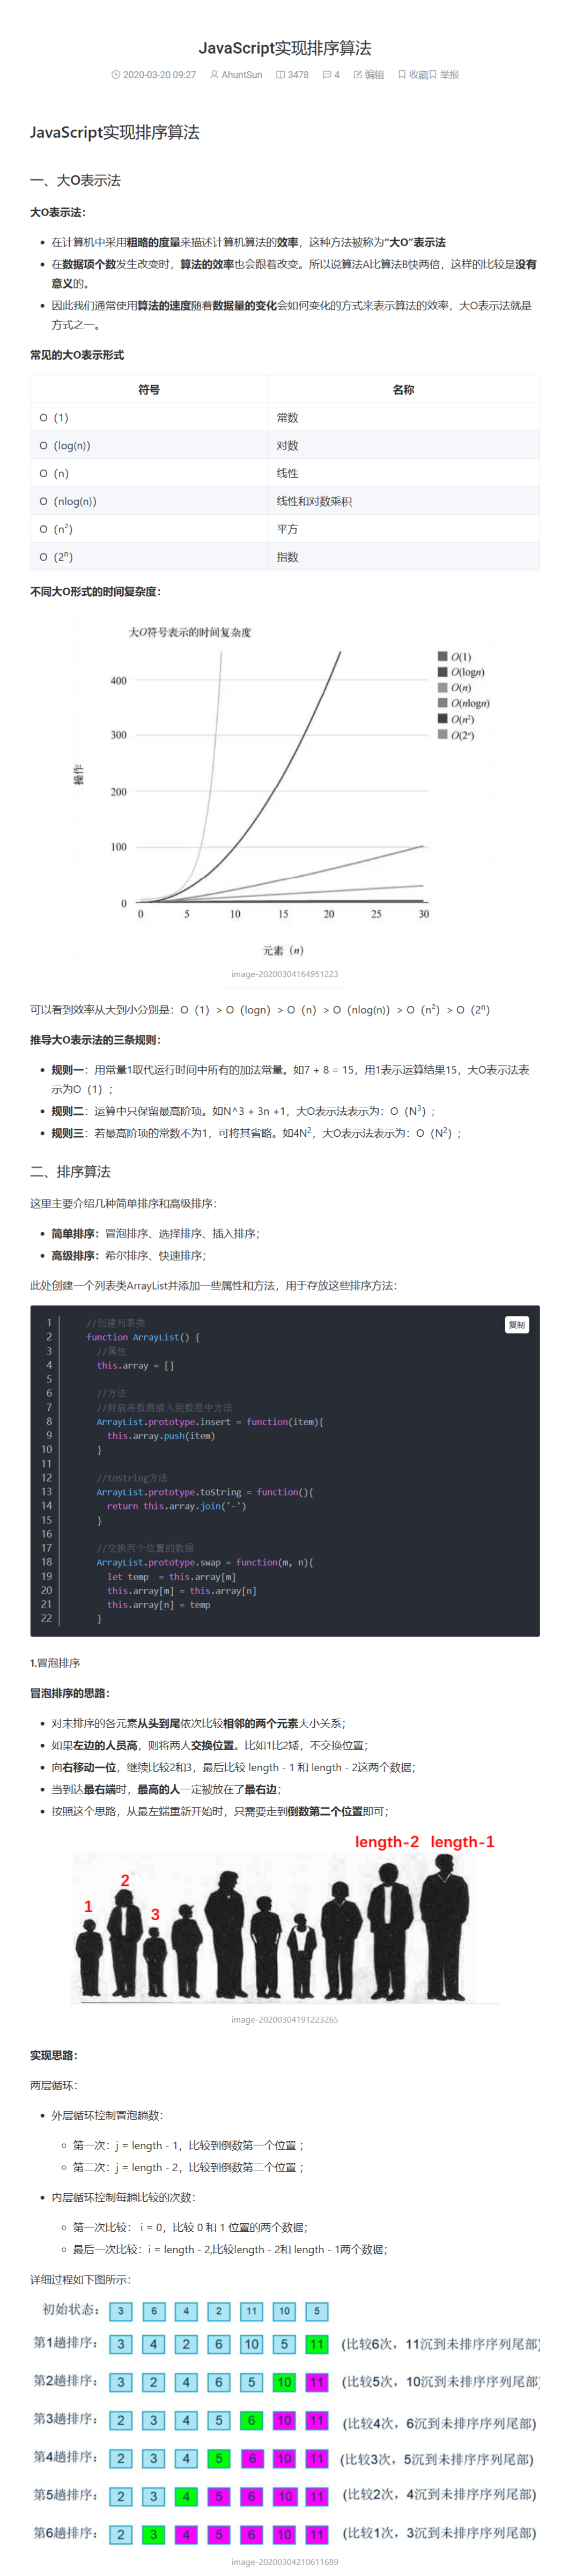 JavaScript实现排序算法
2020-03-20 09:27 AhuntSun 3478 4 编辑 收藏 举报
JavaScript实现排序算法
一、大O表示法
大O表示法：
在计算机中采用粗略的度量来描述计算机算法的效率，这种方法被称为“大O”表示法
在数据项个数发生改变时，算法的效率也会跟着改变。所以说算法A比算法B快两倍，这样的比较是没有
意义的。
因此我们通常使用算法的速度随着数据量的变化会如何变化的方式来表示算法的效率，大O表示法就是
方式之一。
常见的大O表示形式
符号 名称
O（1） 常数
O（log(n)） 对数
O（n） 线性
O（nlog(n)） 线性和对数乘积
O（n²） 平方
O（2ⁿ） 指数
不同大O形式的时间复杂度：
大O符号表示的时间复杂度
O(1)
O(logn)
O(n)
O(nlogn)
O(n²)
O(2ⁿ)
400
300
200
100
0
操作
0 5 10 15 20 25 30
元素（n）
image-20200304164951223
可以看到效率从大到小分别是：O（1）> O（logn）> O（n）> O（nlog(n)）> O（n²）> O（2ⁿ）
推导大O表示法的三条规则：
规则一：用常量1取代运行时间中所有的加法常量。如7 + 8 = 15，用1表示运算结果15，大O表示法表
示为O（1）；
规则二：运算中只保留最高阶项。如N^3 + 3n +1，大O表示法表示为：O（N³）；
规则三：若最高阶项的常数不为1，可将其省略。如4N²，大O表示法表示为：O（N²）；
二、排序算法
这里主要介绍几种简单排序和高级排序：
简单排序：冒泡排序、选择排序、插入排序；
高级排序：希尔排序、快速排序；
此处创建一个列表类ArrayList并添加一些属性和方法，用于存放这些排序方法：
复制
1 //创建列表类
2 function ArrayList() {
3 //属性
4 this.array = []
5
6 //方法
7 //封装将数据插入到数组中方法
8 ArrayList.prototype.insert = function(item){
9 this.array.push(item)
10 }
11
12 //toString方法
13 ArrayList.prototype.toString = function(){
14 return this.array.join('-')
15 }
16
17 //交换两个位置的数据
18 ArrayList.prototype.swap = function(m, n){
19 let temp  = this.array[m]
20 this.array[m] = this.array[n]
21 this.array[n] = temp
22 }
1.冒泡排序
冒泡排序的思路：
对未排序的各元素从头到尾依次比较相邻的两个元素大小关系；
如果左边的人员高，则将两人交换位置。比如1比2矮，不交换位置；
向右移动一位，继续比较2和3，最后比较 length - 1 和 length - 2这两个数据；
当到达最右端时，最高的人一定被放在了最右边；
按照这个思路，从最左端重新开始时，只需要走到倒数第二个位置即可；
length-2 length-1
1 2 3
image-20200304191223265
实现思路：
两层循环：
外层循环控制冒泡趟数：
第一次：j = length - 1，比较到倒数第一个位置 ；
第二次：j = length - 2，比较到倒数第二个位置 ；
内层循环控制每趟比较的次数：
第一次比较： i = 0，比较 0 和 1 位置的两个数据；
最后一次比较：i = length - 2,比较length - 2和 length - 1两个数据；
详细过程如下图所示：
初始状态： 3 6 4 2 11 10 5
第1趟排序： 3 4 2 6 10 5 11 (比较6次，11沉到未排序序列尾部)
第2趟排序： 3 2 4 6 5 10 11 (比较5次，10沉到未排序序列尾部)
第3趟排序： 2 3 4 5 6 10 11 (比较4次，6沉到未排序序列尾部)
第4趟排序： 2 3 4 5 6 10 11 (比较3次，5沉到未排序序列尾部)
第5趟排序： 2 3 4 5 6 10 11 (比较2次，4沉到未排序序列尾部)
第6趟排序： 2 3 4 5 6 10 11 (比较1次，3沉到未排序序列尾部)
image-20200304210611689